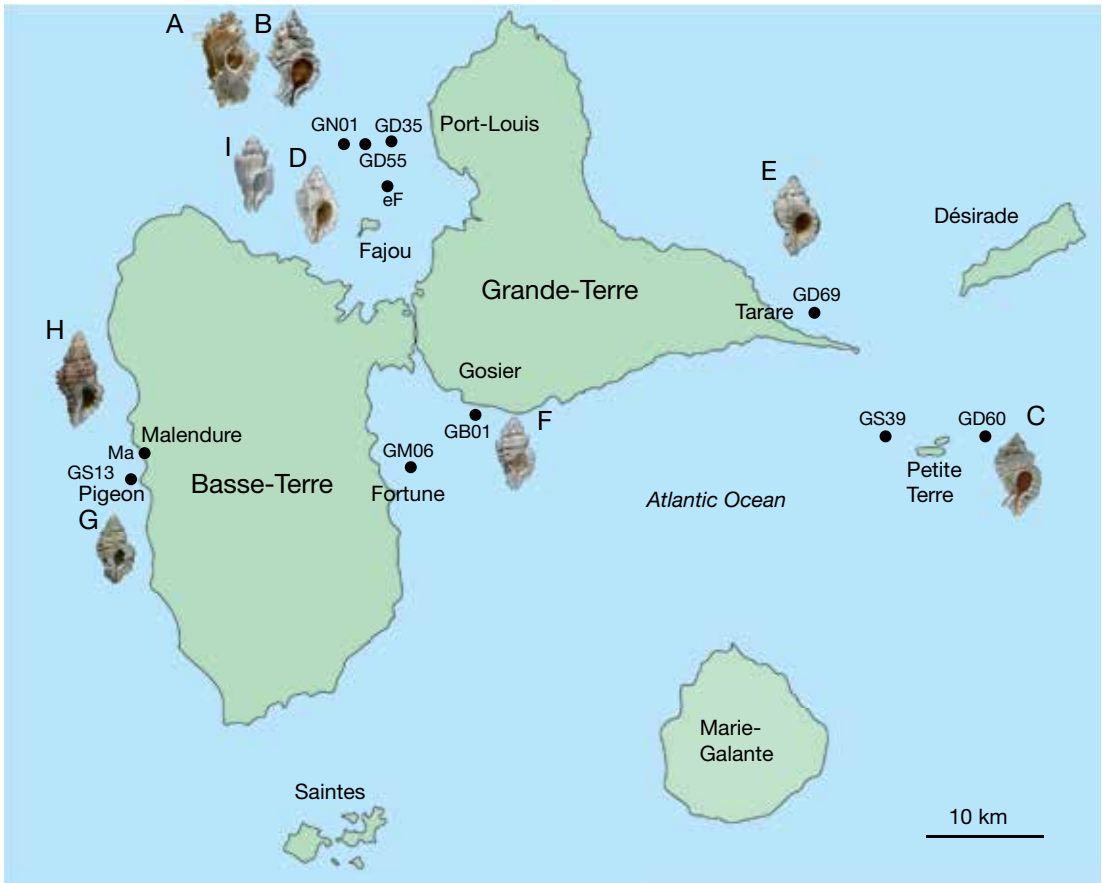 A B
GN01 GD35 Port-Louis
GD55
I D
E
eF
Désirade
Fajou
Grande-Terre
GD69
Tarare
H
Gosier
F
GB01
Malendure
Ma
GM06
GS39 GD60 C
GS13
Pigeon
Basse-Terre
Fortune
Petite
Terre
Atlantic Ocean
G
Marie-
Galante
Saintes
10 km